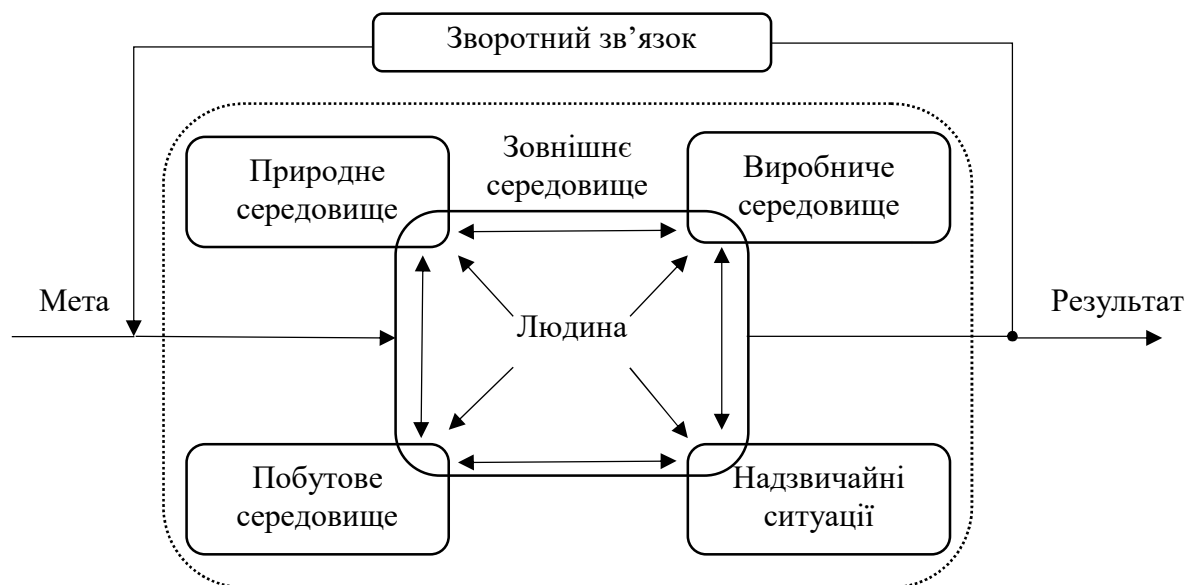 Зворотний зв’язок
Зовнішнє
середовище
Природне
середовище
Виробниче
середовище
Мета
Людина
Результат
Побутове
середовище
Надзвичайні
ситуації